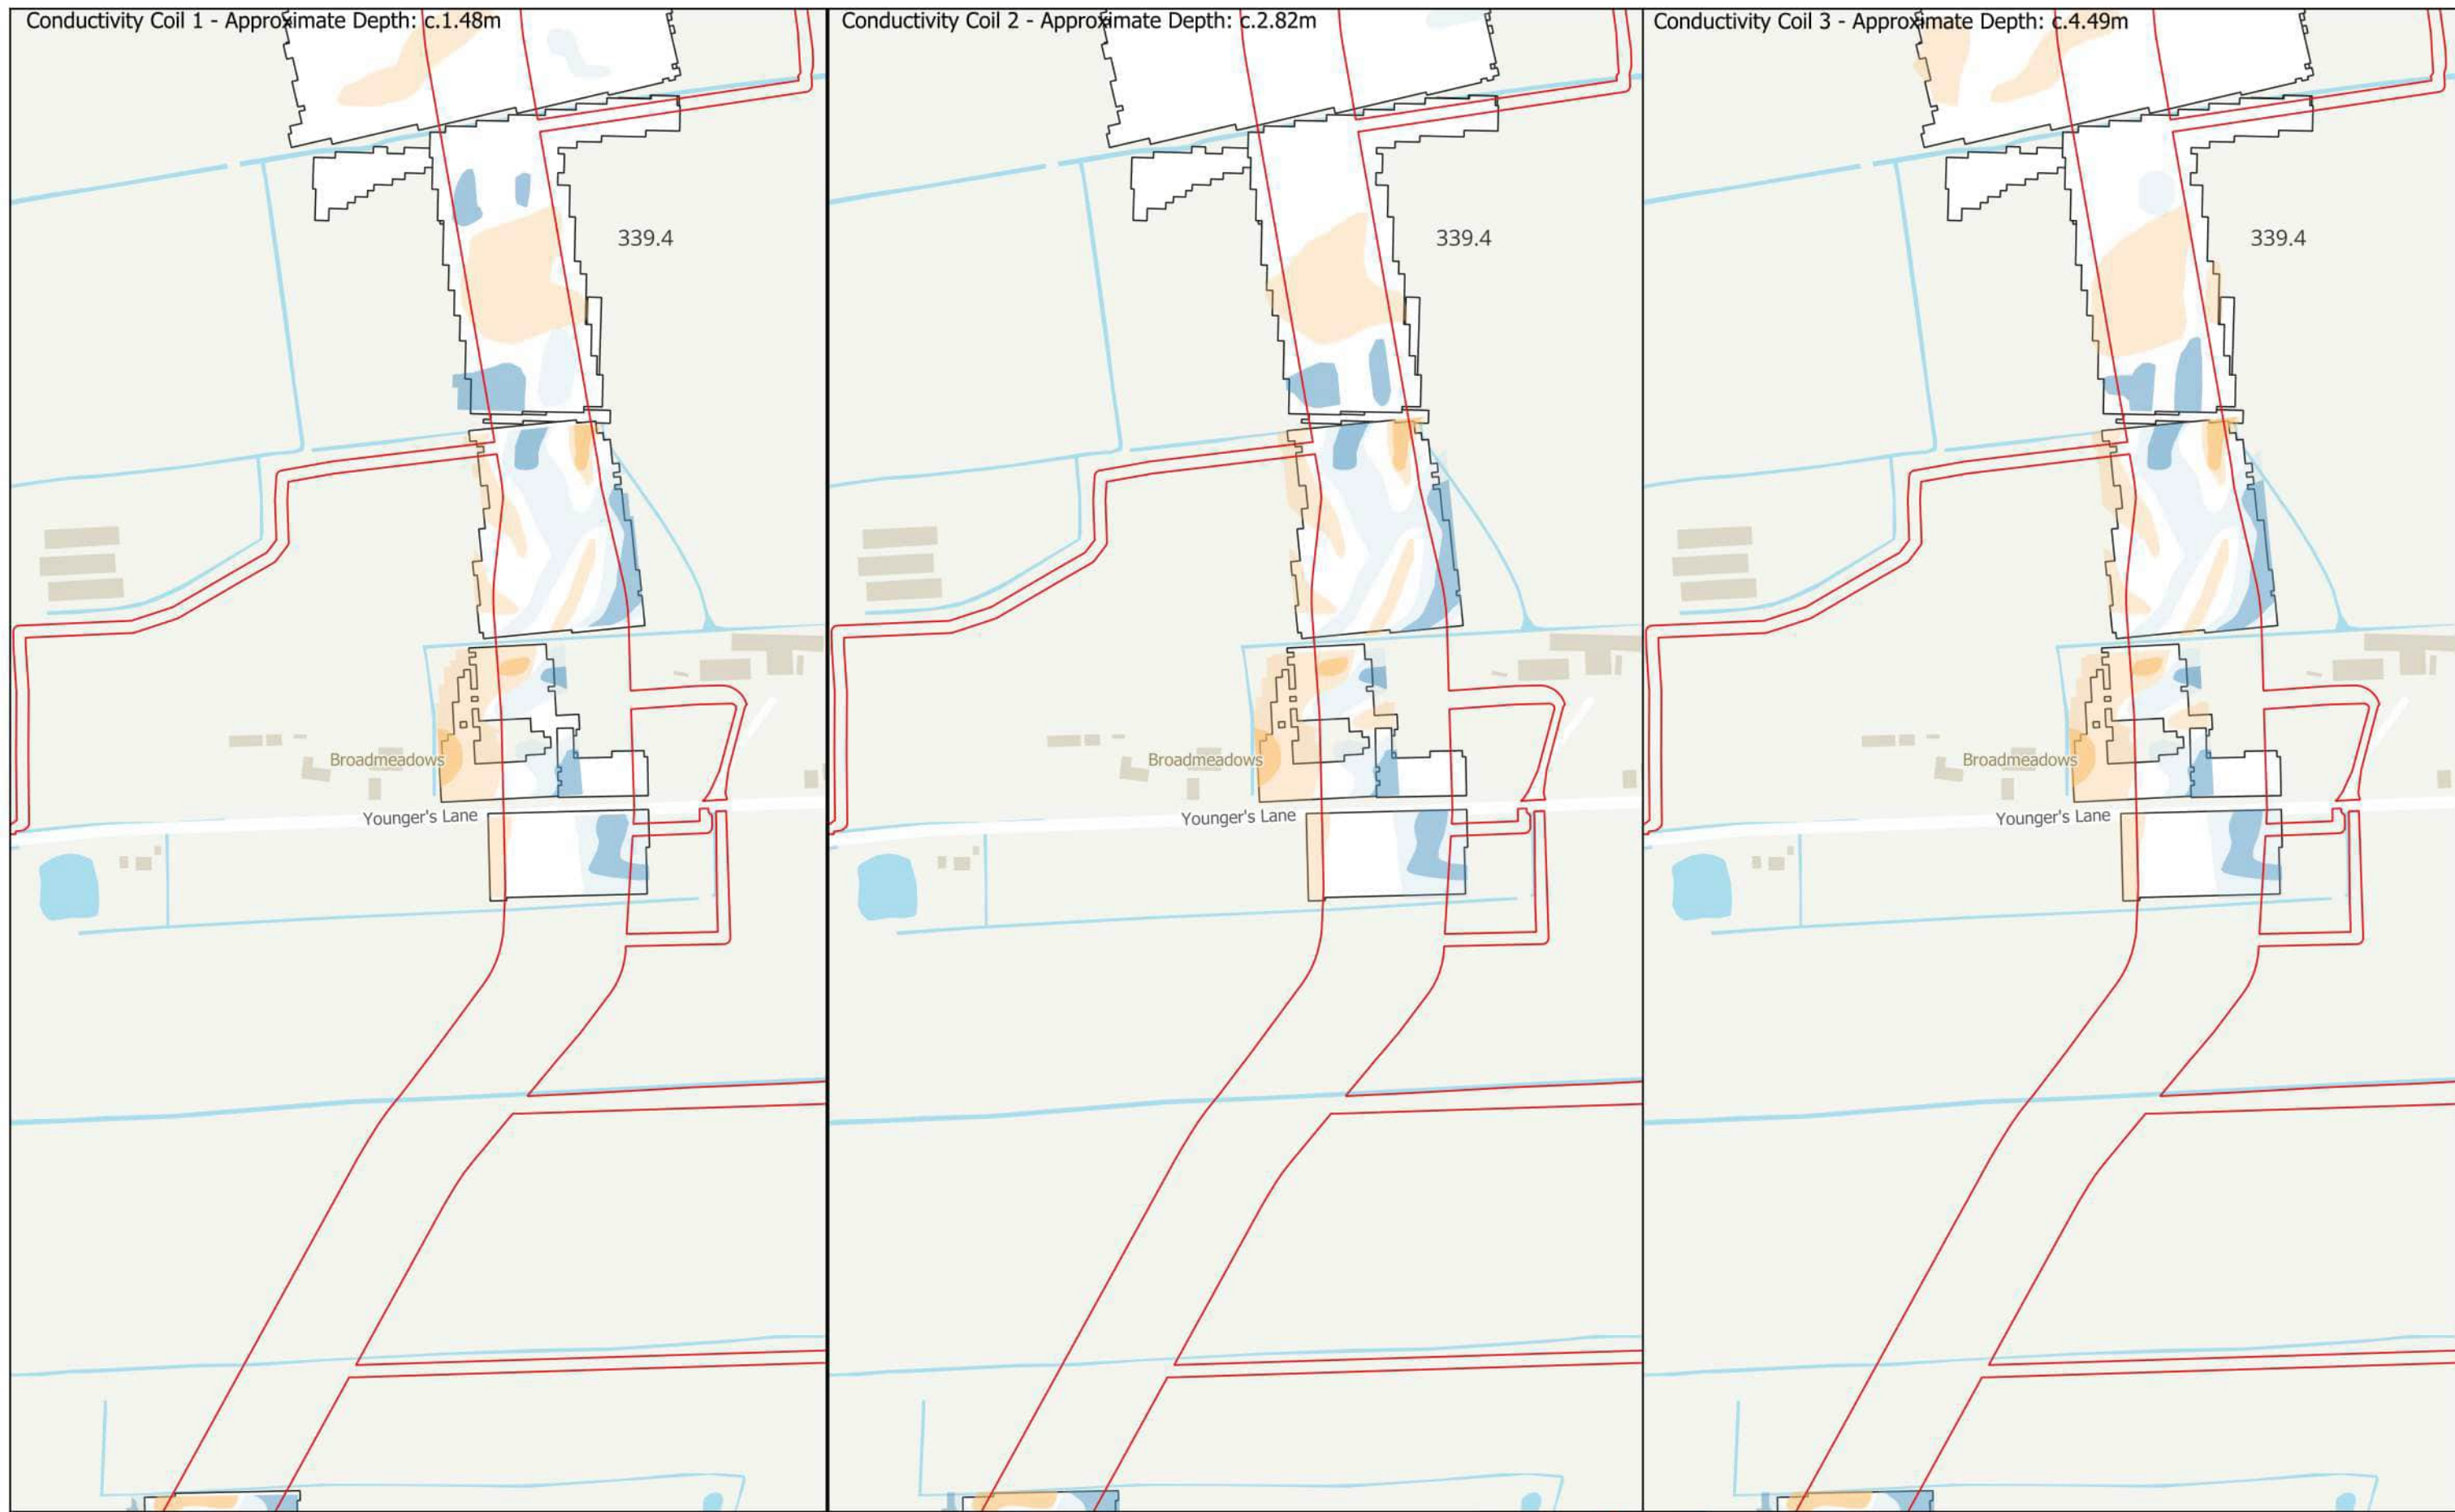 Conductivity Coil 1 - Approximate Depth: c.1.48m
339.4
Broadmeadows
Younger's Lane
Conductivity Coil 2 - Approximate Depth: c.2.82m
339.4
Broadmeadows
Younger's Lane
Conductivity Coil 3 - Approximate Depth: c.4.49m
339.4
Broadmeadows
Younger's Lane